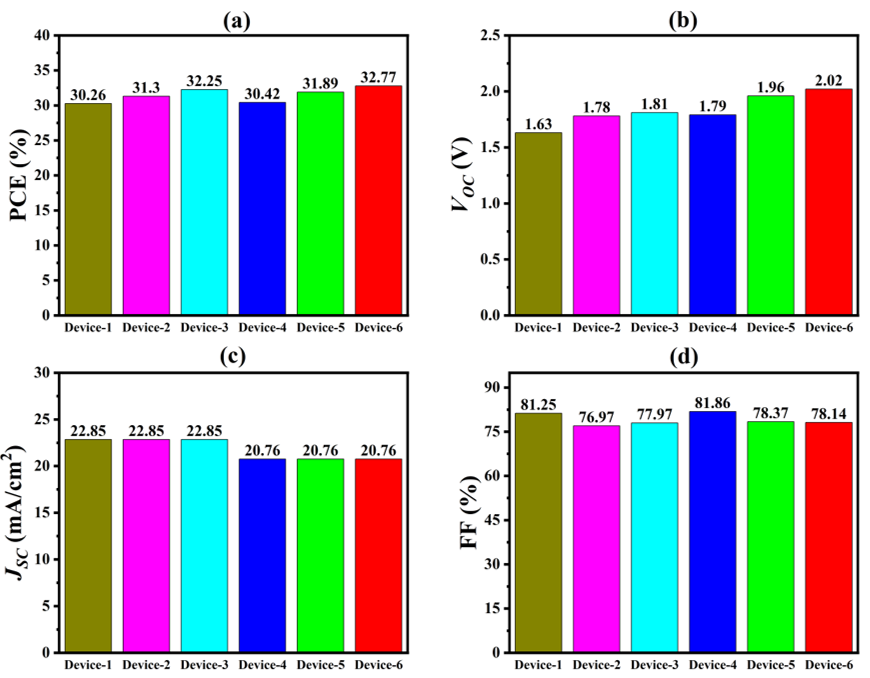 (a)
PCE (%)
40
35
30
25
20
15
10
5
0
30.26 31.3 32.25 30.42 31.89 32.77
Device-1 Device-2 Device-3 Device-4 Device-5 Device-6
(b)
V_OC (V)
2.5
2.0
1.5
1.0
0.5
0.0
1.63 1.78 1.81 1.79 1.96 2.02
Device-1 Device-2 Device-3 Device-4 Device-5 Device-6
(c)
J_SC (mA/cm²)
30
25
20
15
10
5
0
22.85 22.85 22.85 20.76 20.76 20.76
Device-1 Device-2 Device-3 Device-4 Device-5 Device-6
(d)
FF (%)
90
75
60
45
30
15
0
81.25 76.97 77.97 81.86 78.37 78.14
Device-1 Device-2 Device-3 Device-4 Device-5 Device-6